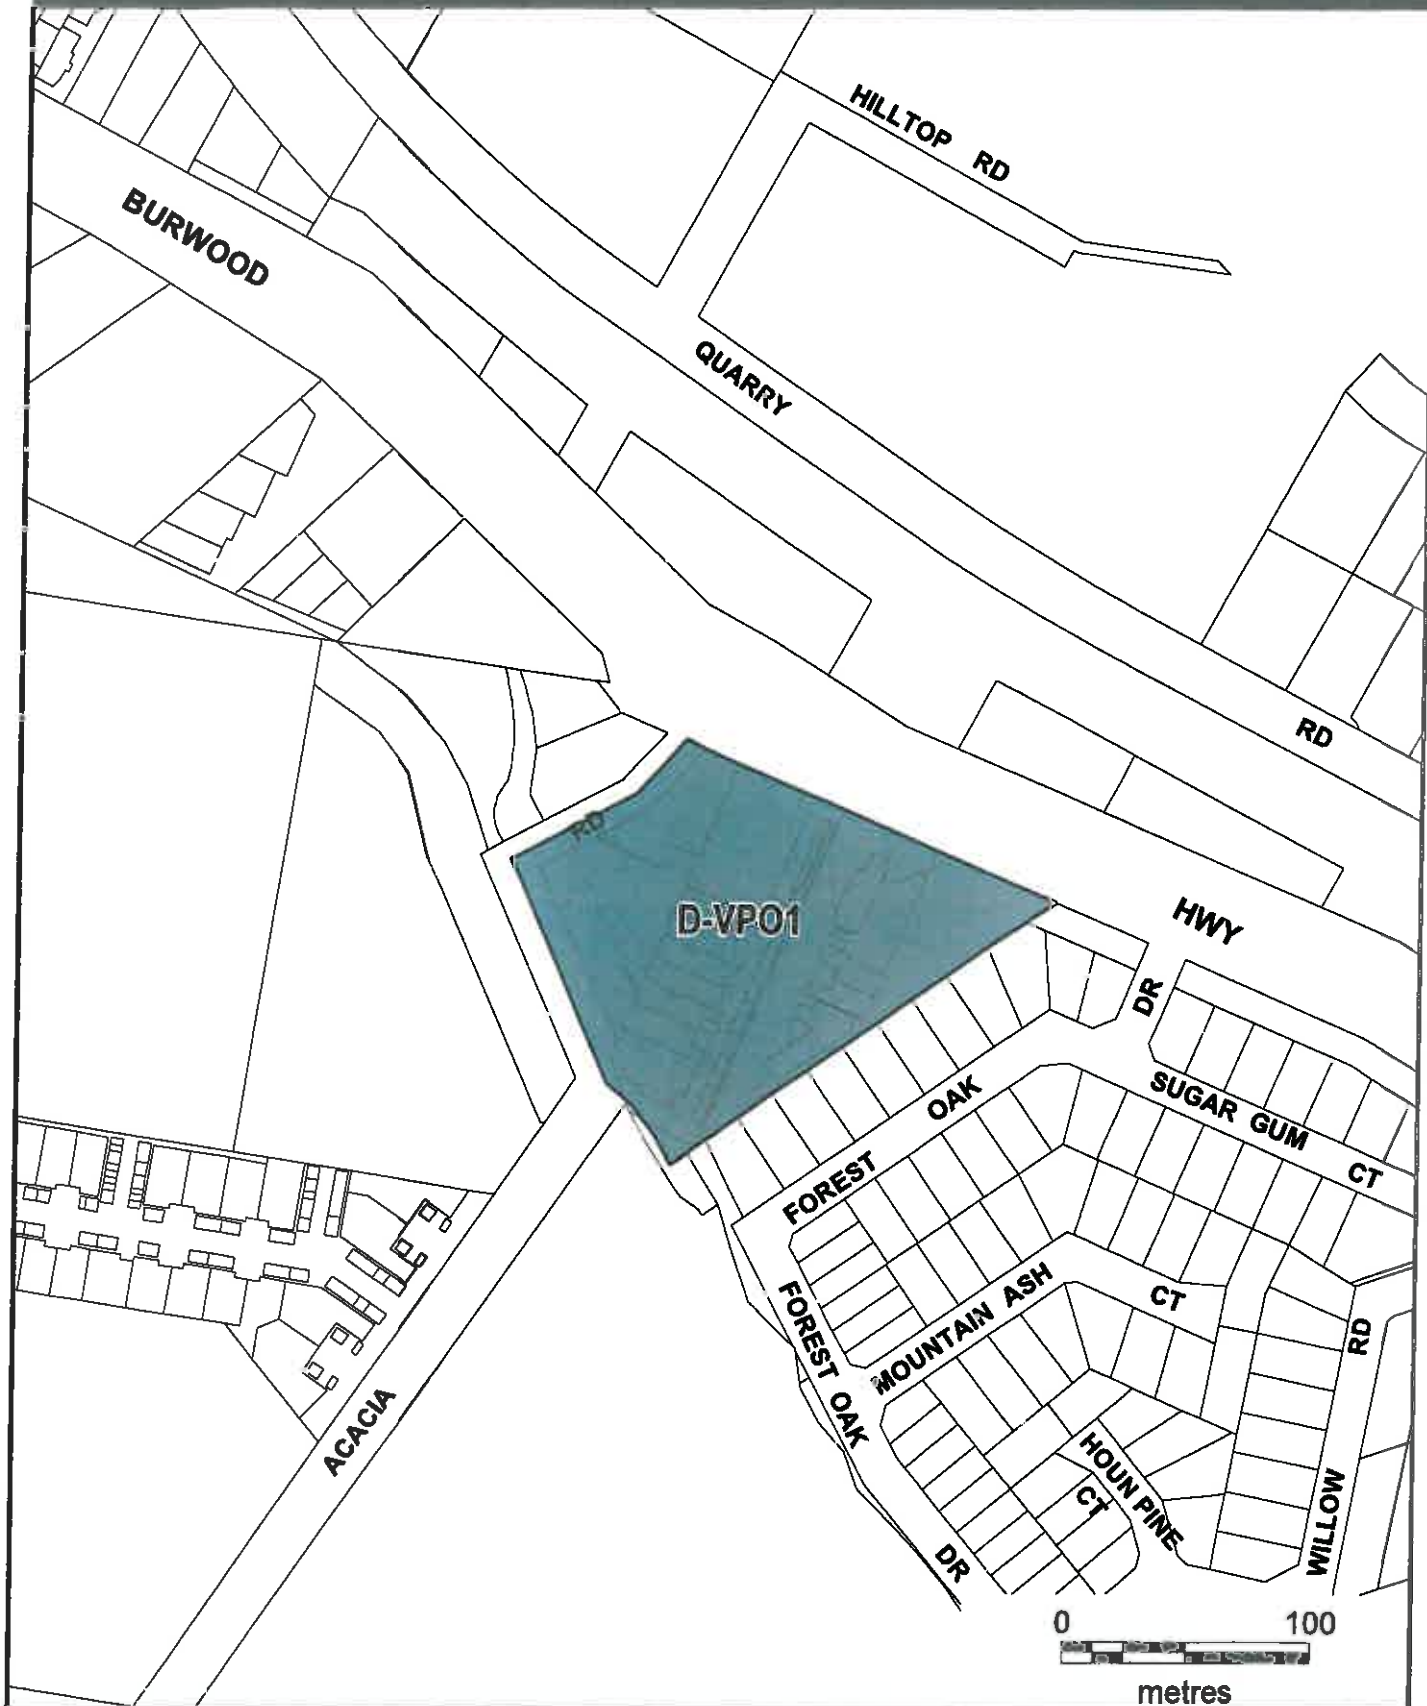 HILLTOP RD
BURWOOD
QUARRY
RD
RD
D-VPO1
HWY
DR
OAK
SUGAR GUM
CT
FOREST
MOUNTAIN ASH
CT
FOREST OAK
RD
ACACIA
HOUN PINE
CT
WILLOW
DR
0 100
metres